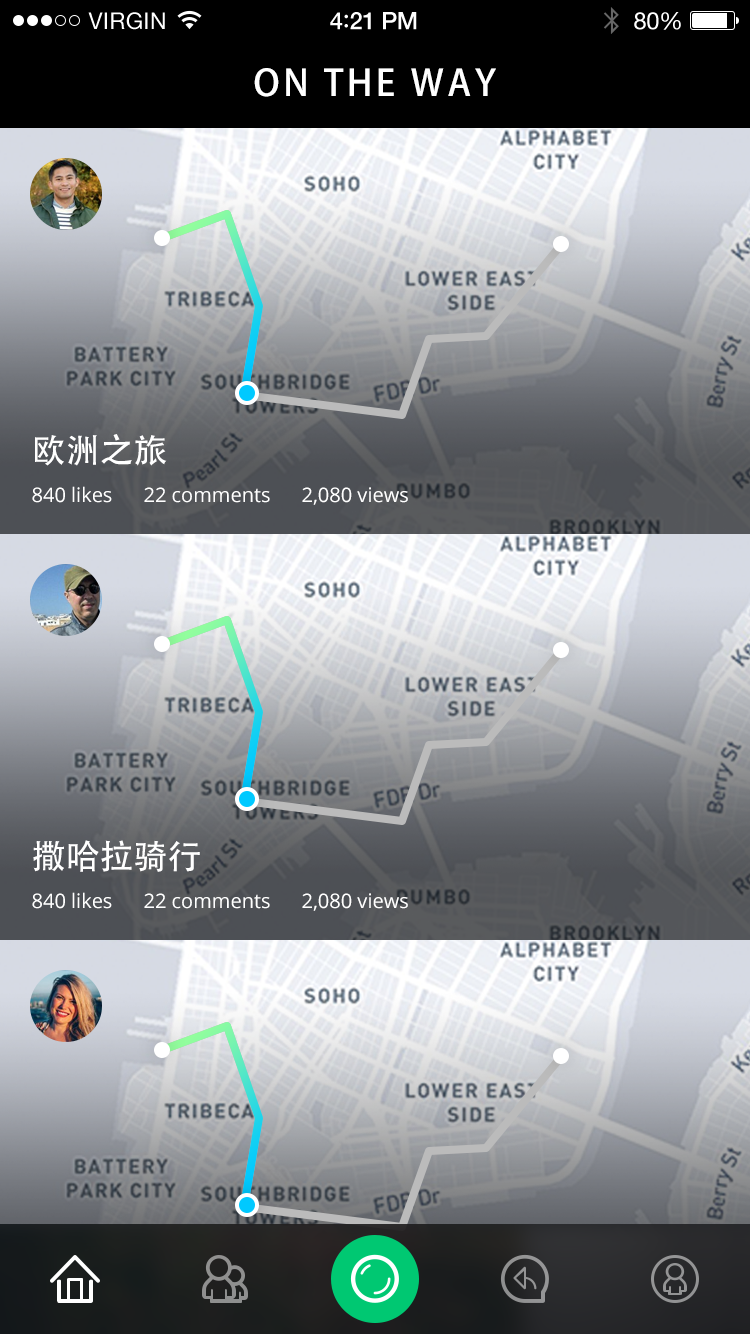 VIRGIN 4:21 PM 80%
ON THE WAY
ALPHABET
CITY
SOHO
LOWER EAST
SIDE
TRIBECA
BATTERY
PARK CITY
SOUTHBRIDGE
TOWERS
FDR Dr
Berry St
Pearl St
欧洲之旅
840 likes 22 comments 2,080 views
DUMBO
BROOKLYN
ALPHABET
CITY
SOHO
LOWER EAST
SIDE
TRIBECA
BATTERY
PARK CITY
SOUTHBRIDGE
TOWERS
FDR Dr
Berry St
Pearl St
撒哈拉骑行
840 likes 22 comments 2,080 views
DUMBO
BROOKLYN
ALPHABET
CITY
SOHO
LOWER EAST
SIDE
TRIBECA
BATTERY
PARK CITY
SOUTHBRIDGE
TOWERS
FDR Dr
Berry St